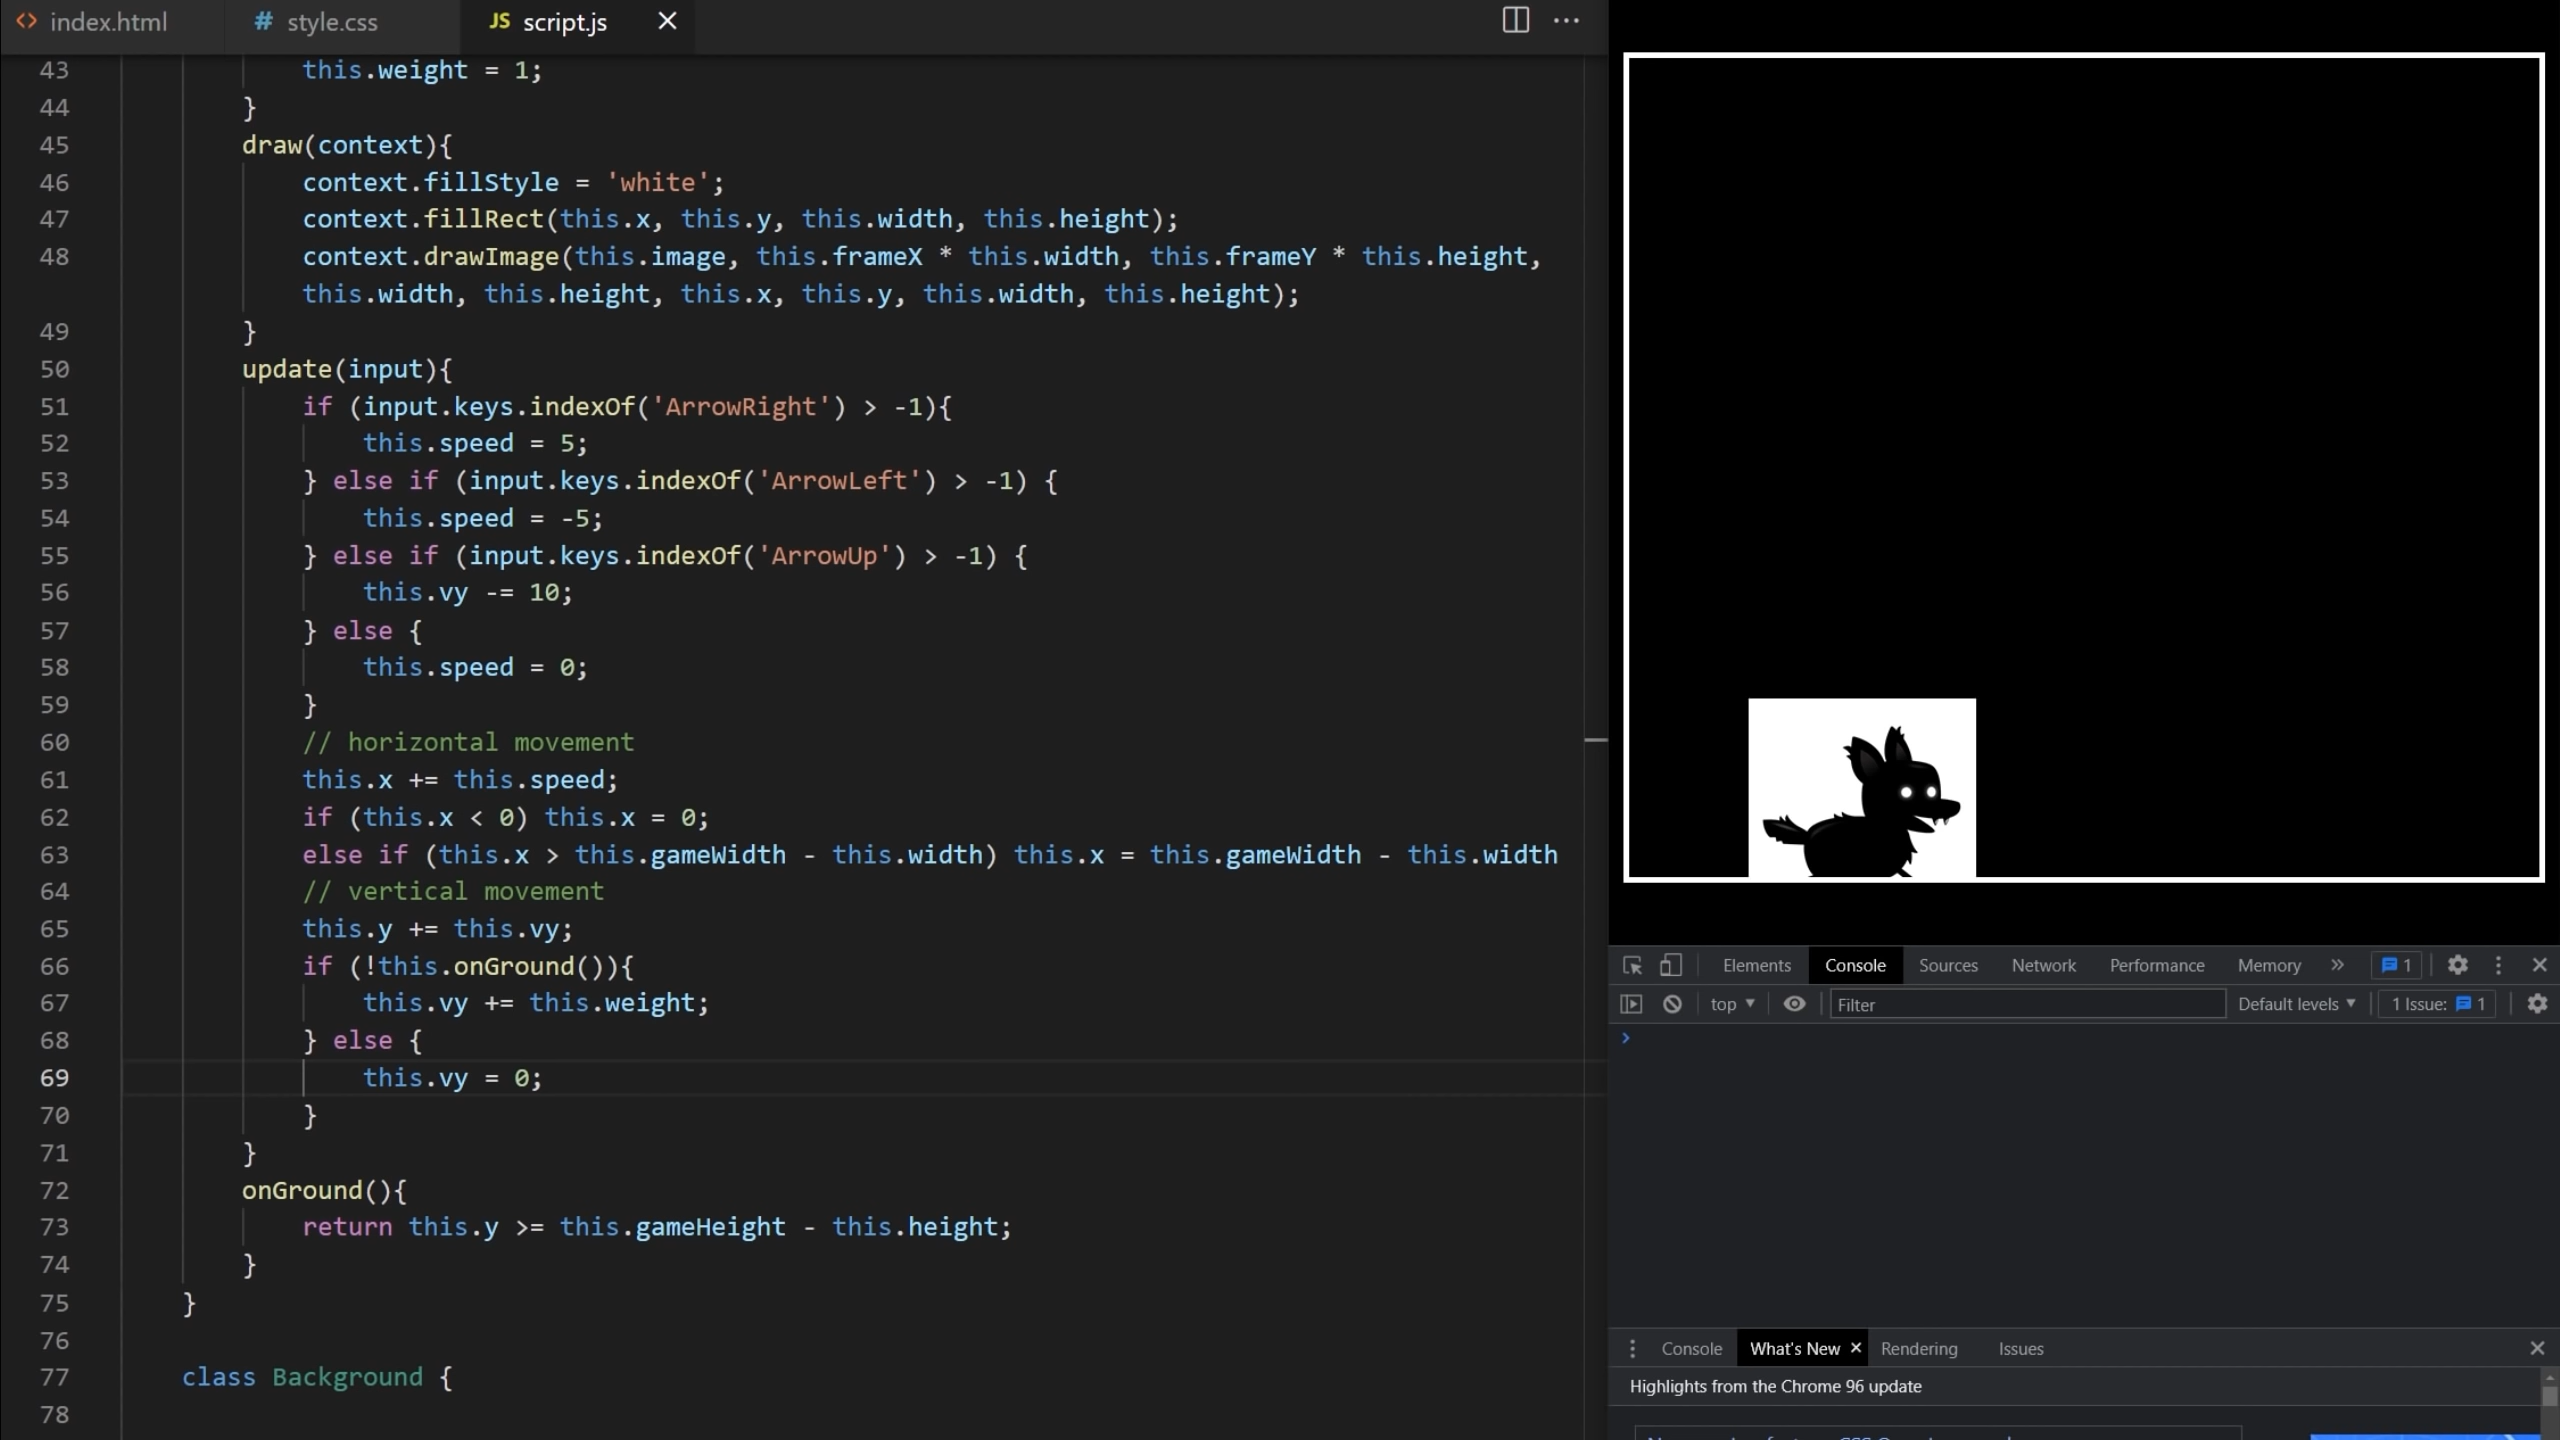 <> index.html # style.css JS script.js ×
43 this.weight = 1;
44 }
45 draw(context){
46 context.fillStyle = 'white';
47 context.fillRect(this.x, this.y, this.width, this.height);
48 context.drawImage(this.image, this.frameX * this.width, this.frameY * this.height,
this.width, this.height, this.x, this.y, this.width, this.height);
49 }
50 update(input){
51 if (input.keys.indexOf('ArrowRight') > -1){
52 this.speed = 5;
53 } else if (input.keys.indexOf('ArrowLeft') > -1) {
54 this.speed = -5;
55 } else if (input.keys.indexOf('ArrowUp') > -1) {
56 this.vy -= 10;
57 } else {
58 this.speed = 0;
59 }
60 // horizontal movement
61 this.x += this.speed;
62 if (this.x < 0) this.x = 0;
63 else if (this.x > this.gameWidth - this.width) this.x = this.gameWidth - this.width
64 // vertical movement
65 this.y += this.vy;
66 if (!this.onGround()){
67 this.vy += this.weight;
68 } else {
69 this.vy = 0;
70 }
71 }
72 onGround(){
73 return this.y >= this.gameHeight - this.height;
74 }
75 }
76
77 class Background {
78
Elements Console Sources Network Performance Memory » 1
top Filter Default levels 1 Issue: 1
>
Console What's New × Rendering Issues
Highlights from the Chrome 96 update